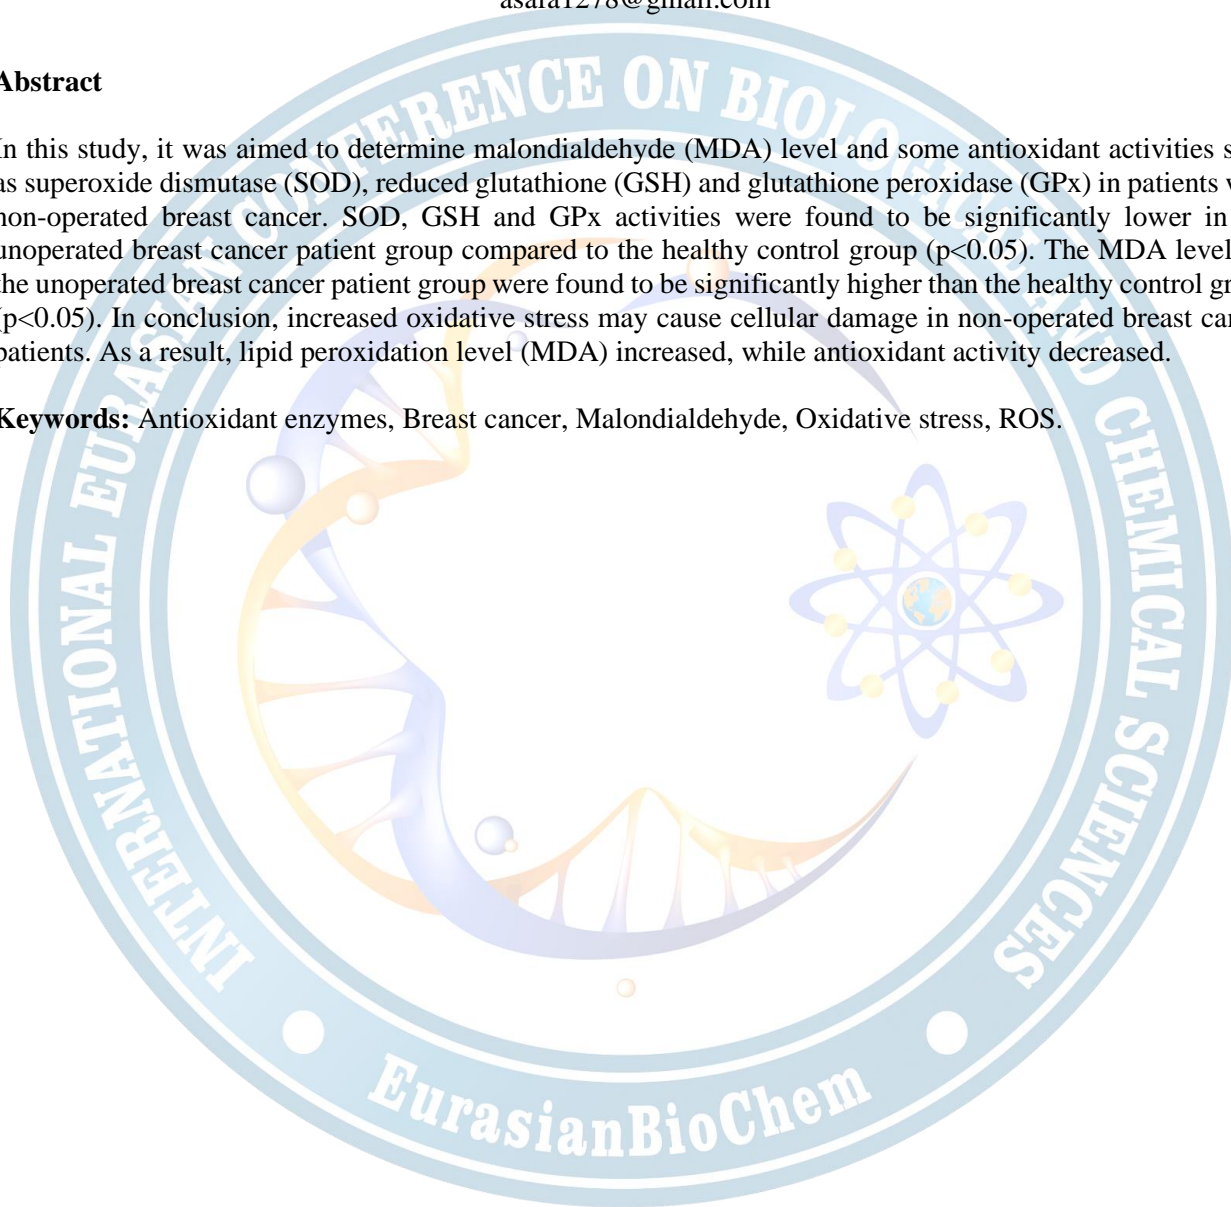 asafa1278@gmail.com
Abstract
In this study, it was aimed to determine malondialdehyde (MDA) level and some antioxidant activities s
as superoxide dismutase (SOD), reduced glutathione (GSH) and glutathione peroxidase (GPx) in patients w
non-operated breast cancer. SOD, GSH and GPx activities were found to be significantly lower in
unoperated breast cancer patient group compared to the healthy control group (p<0.05). The MDA level
the unoperated breast cancer patient group were found to be significantly higher than the healthy control gr
(p<0.05). In conclusion, increased oxidative stress may cause cellular damage in non-operated breast can
patients. As a result, lipid peroxidation level (MDA) increased, while antioxidant activity decreased.
Keywords: Antioxidant enzymes, Breast cancer, Malondialdehyde, Oxidative stress, ROS.
INTERNATIONAL EURASIAN CONFERENCE ON BIOLOGICAL AND CHEMICAL SCIENCES
EurasianBioChem